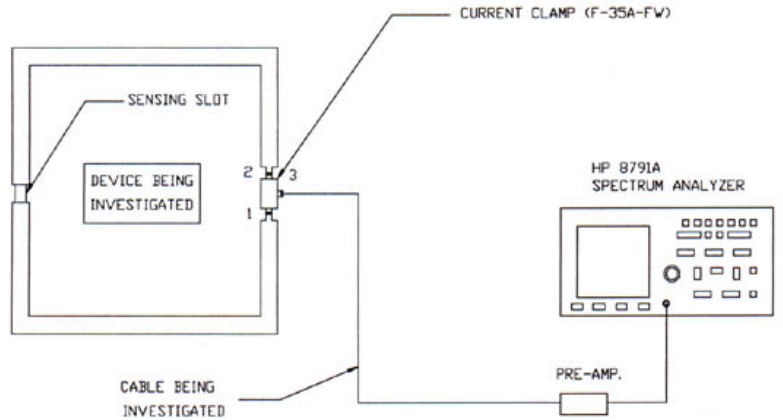 CURRENT CLAMP (F-35A-FW)
SENSING SLOT
2
3
DEVICE BEING
INVESTIGATED
1
HP 8791A
SPECTRUM ANALYZER
PRE-AMP.
CABLE BEING
INVESTIGATED